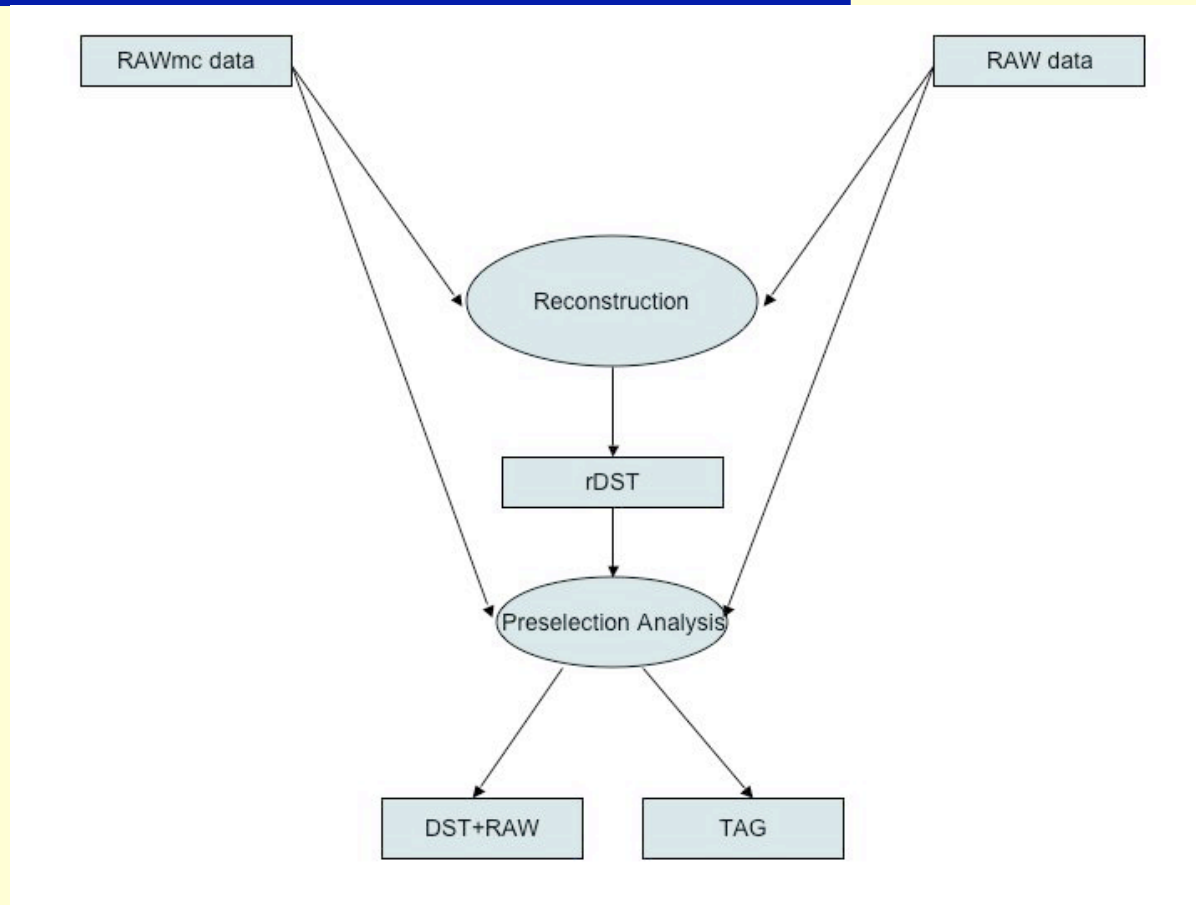 RAWmc data
RAW data
Reconstruction
rDST
Preselection Analysis
DST+RAW
TAG